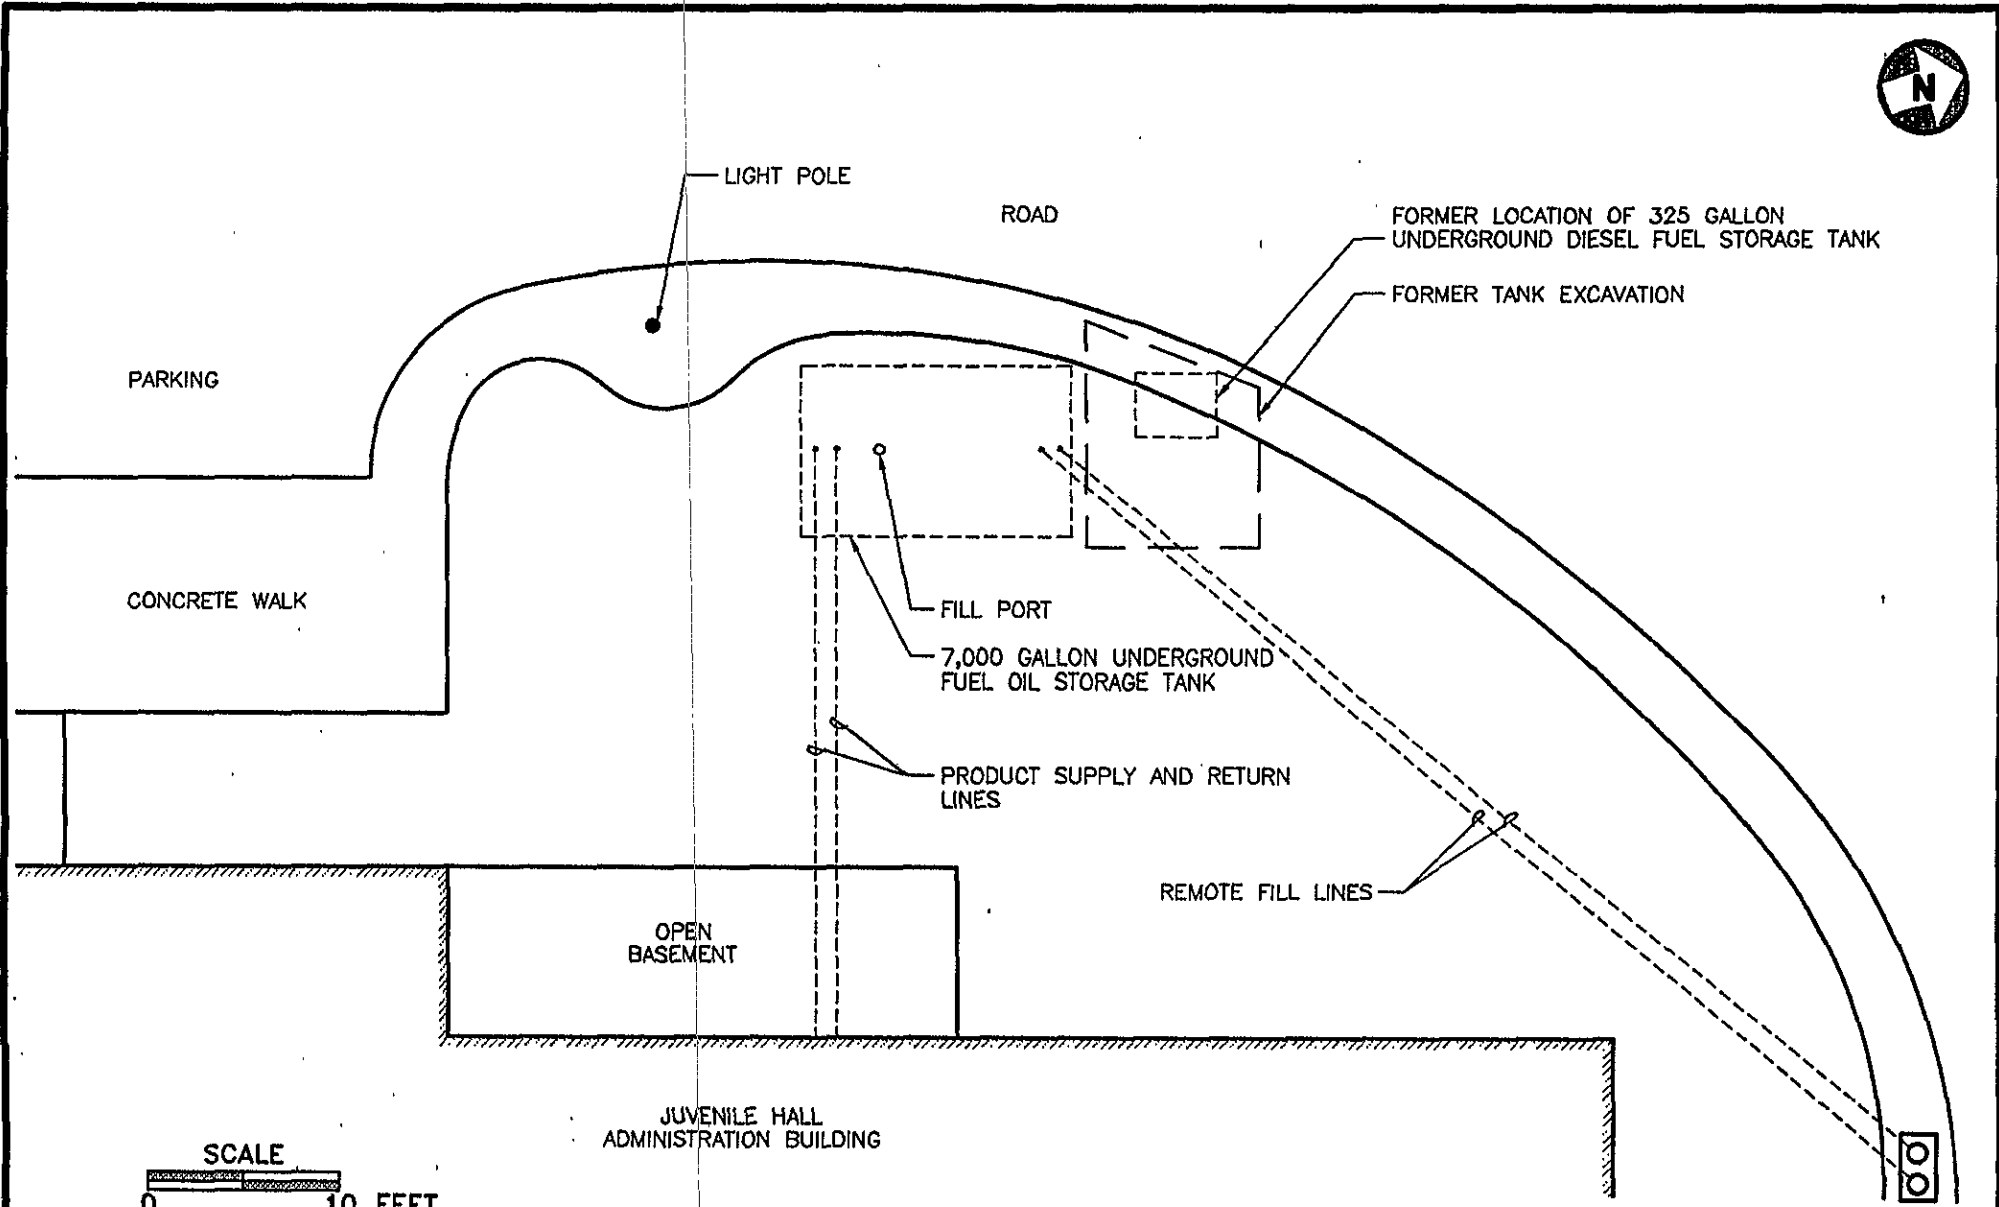 N
LIGHT POLE
ROAD
FORMER LOCATION OF 325 GALLON
UNDERGROUND DIESEL FUEL STORAGE TANK
FORMER TANK EXCAVATION
PARKING
CONCRETE WALK
FILL PORT
7,000 GALLON UNDERGROUND
FUEL OIL STORAGE TANK
PRODUCT SUPPLY AND RETURN
LINES
REMOTE FILL LINES
OPEN
BASEMENT
JUVENILE HALL
ADMINISTRATION BUILDING
SCALE
0 10 FEET